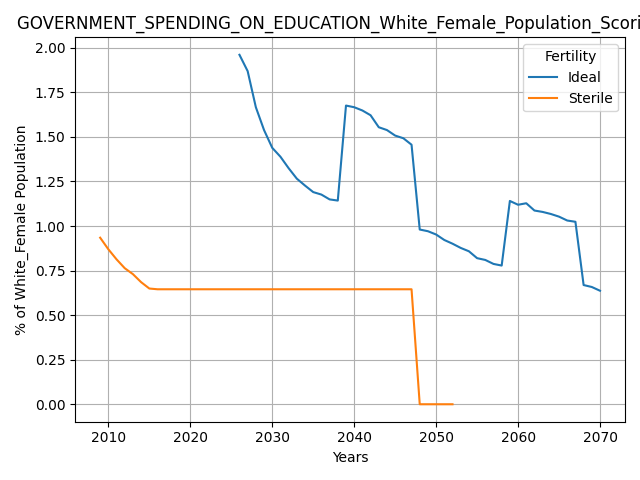 GOVERNMENT_SPENDING_ON_EDUCATION_White_Female_Population_Scori
Fertility
Ideal
Sterile
2.00
1.75
1.50
1.25
1.00
0.75
0.50
0.25
0.00
% of White_Female Population
2010 2020 2030 2040 2050 2060 2070
Years